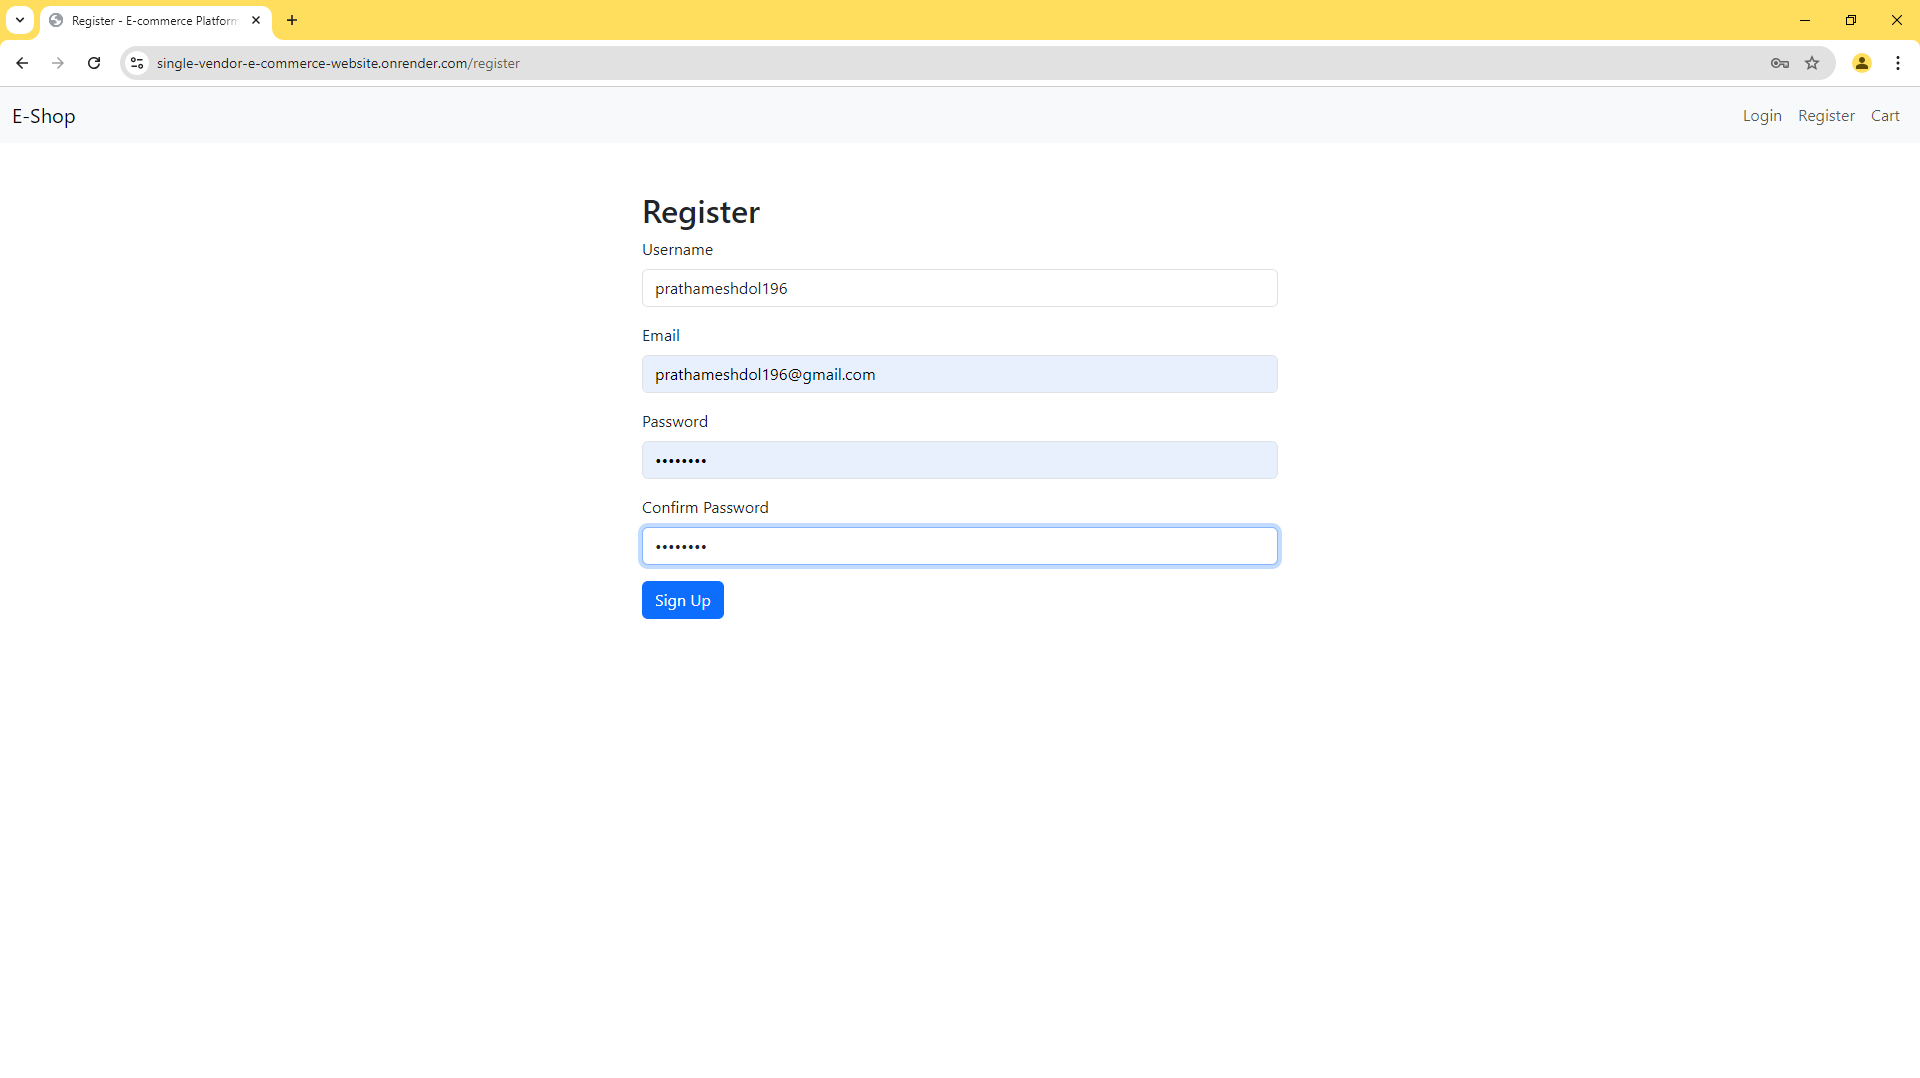 Register - E-commerce Platform
single-vendor-e-commerce-website.onrender.com/register
E-Shop
Login Register Cart
Register
Username
prathameshdol196
Email
prathameshdol196@gmail.com
Password
••••••••
Confirm Password
••••••••
Sign Up